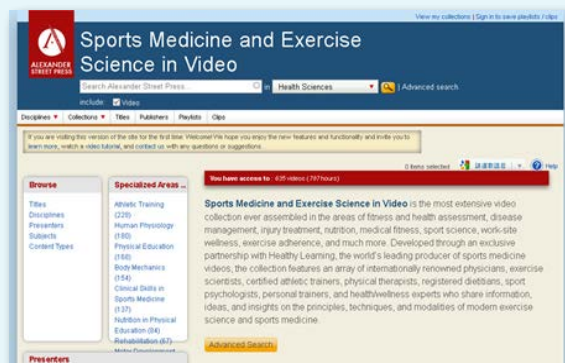 View my collections | Sign in to save playlists / clips
ALEXANDER
STREET PRESS
Sports Medicine and Exercise
Science in Video
Search Alexander Street Press
in
Health Sciences
Advanced search
include: Video
Disciplines Collections Titles Publishers Playlists Clips
If you are visiting this version of the site for the first time: Welcome! We hope you enjoy the new features and functionality and invite you to
learn more, watch a video tutorial, and contact us with any questions or suggestions.
0 items selected
Help
Browse
Titles
Disciplines
Presenters
Subjects
Content Types
Specialized Areas ...
Athletic Training
(229)
Human Physiology
(180)
Physical Education
(168)
Body Mechanics
(154)
Clinical Skills in
Sports Medicine
(137)
Nutrition in Physical
Education (84)
Rehabilitation (67)
Presenters
You have access to : 835 videos (797 hours)
Sports Medicine and Exercise Science in Video is the most extensive video
collection ever assembled in the areas of fitness and health assessment, disease
management, injury treatment, nutrition, medical fitness, sport science, work-site
wellness, exercise adherence, and much more. Developed through an exclusive
partnership with Healthy Learning, the world's leading producer of sports medicine
videos, the collection features an array of internationally renowned physicians, exercise
scientists, certified athletic trainers, physical therapists, registered dietitians, sport
psychologists, personal trainers, and health/wellness experts who share information,
ideas, and insights on the principles, techniques, and modalities of modern exercise
science and sports medicine.
Advanced Search